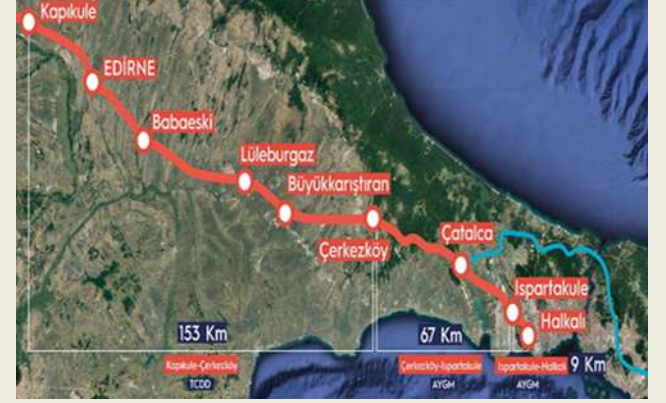 Kapıkule
EDİRNE
Babaeski
Lüleburgaz
Büyükkarıştıran
Çerkezköy
Çatalca
Ispartakule
Halkalı
153 Km
67 Km
9 Km
Kapıkule-Çerkezköy
TCDD
Çerkezköy-Ispartakule
AYGM
Ispartakule-Halkalı
AYGM